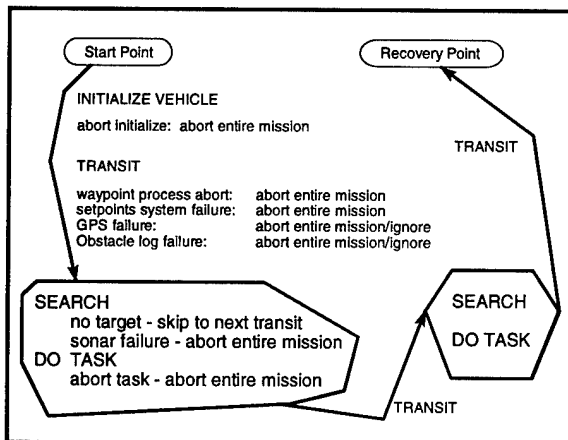 Start Point
Recovery Point
INITIALIZE VEHICLE
abort initialize: abort entire mission
TRANSIT
waypoint process abort: abort entire mission
setpoints system failure: abort entire mission
GPS failure: abort entire mission/ignore
Obstacle log failure: abort entire mission/ignore
TRANSIT
SEARCH
no target - skip to next transit
sonar failure - abort entire mission
DO TASK
abort task - abort entire mission
TRANSIT
SEARCH
DO TASK